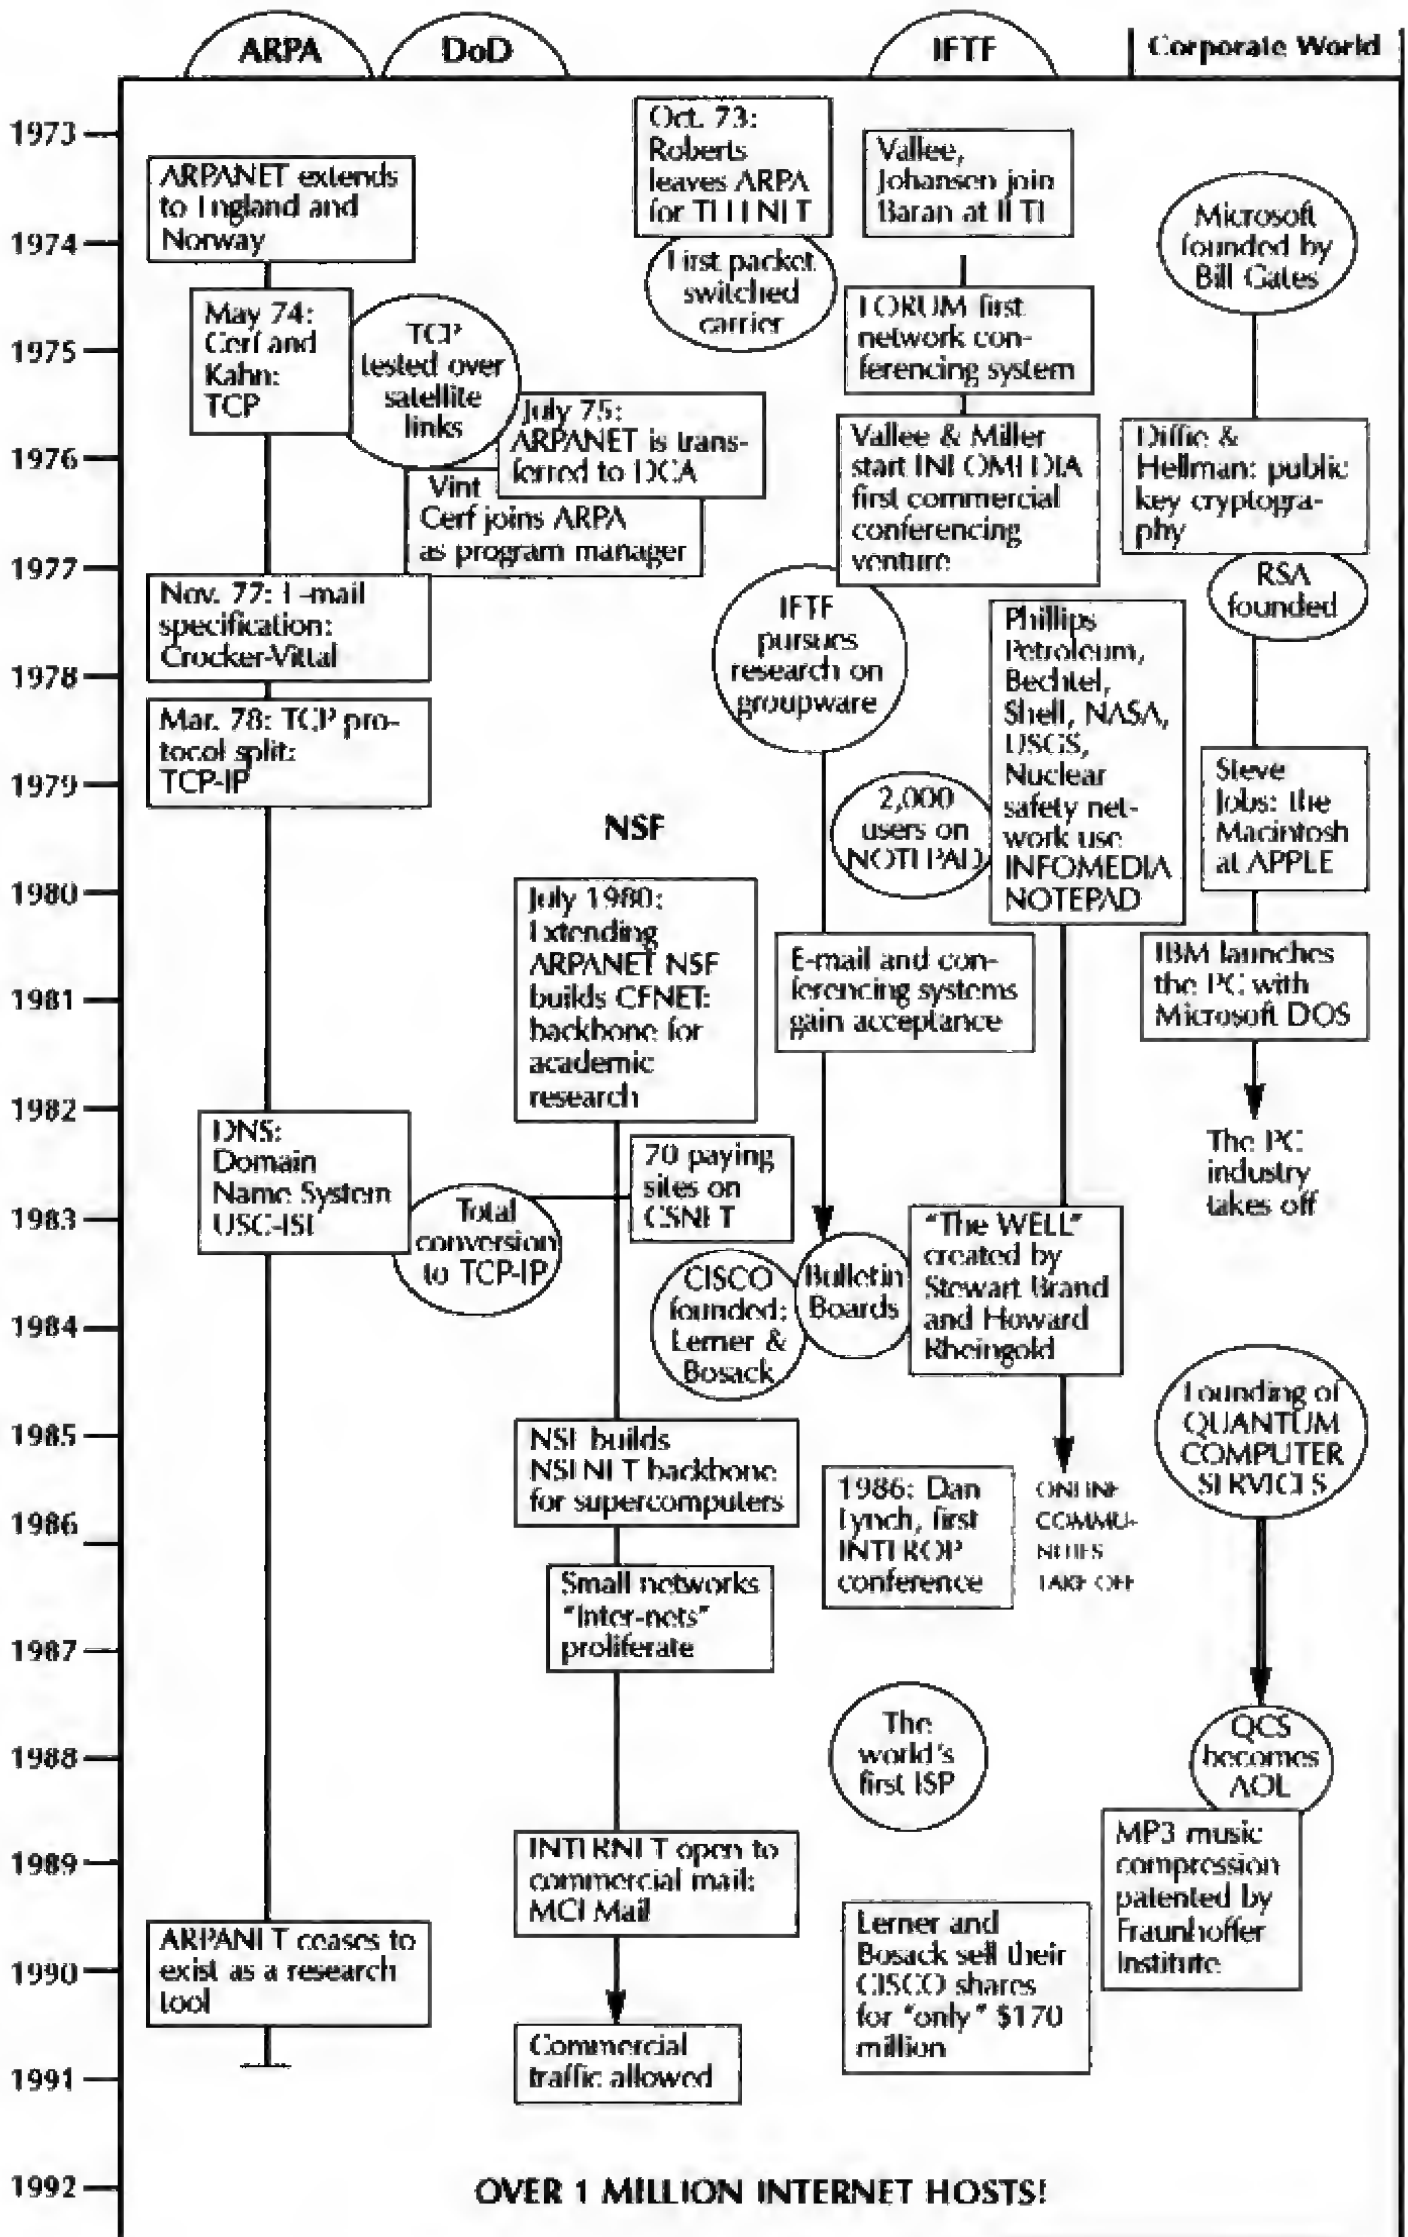 ARPA
DoD
IFTF
Corporate World
1973
1974
1975
1976
1977
1978
1979
1980
1981
1982
1983
1984
1985
1986
1987
1988
1989
1990
1991
1992
ARPANET extends
to England and
Norway
May 74:
Cerf and
Kahn:
TCP
TCP
tested over
satellite
links
July 75:
ARPANET is trans-
ferred to DCA
Vint
Cerf joins ARPA
as program manager
Nov. 77: E-mail
specification:
Crocker-Vittal
Mar. 78: TCP pro-
tocol split:
TCP-IP
DNS:
Domain
Name System
USC-ISI
Total
conversion
to TCP-IP
ARPANET ceases to
exist as a research
tool
Oct. 73:
Roberts
leaves ARPA
for TELENET
First packet
switched
carrier
NSF
July 1980:
Extending
ARPANET NSF
builds CFNET:
backbone for
academic
research
70 paying
sites on
CSNET
CISCO
founded:
Lerner &
Bosack
NSF builds
NSFNET backbone
for supercomputers
Small networks
"Inter-nets"
proliferate
INTERNET open to
commercial mail:
MCI Mail
Commercial
traffic allowed
Vallee,
Johansen join
Baran at IFTF
FORUM first
network con-
ferencing system
Vallee & Miller
start INFOMEDIA
first commercial
conferencing
venture
IFTF
pursues
research on
groupware
2,000
users on
NOTEPAD
Phillips
Petroleum,
Bechtel,
Shell, NASA,
USGS,
Nuclear
safety net-
work use
INFOMEDIA
NOTEPAD
E-mail and con-
ferencing systems
gain acceptance
Bulletin
Boards
"The WELL"
created by
Stewart Brand
and Howard
Rheingold
1986: Dan
Lynch, first
INTEROP
conference
ONLINE
COMMU-
NITIES
TAKE OFF
The
world's
first ISP
Lerner and
Bosack sell their
CISCO shares
for "only" $170
million
Microsoft
founded by
Bill Gates
Diffie &
Hellman: public
key cryptogra-
phy
RSA
founded
Steve
Jobs: the
Macintosh
at APPLE
IBM launches
the PC with
Microsoft DOS
The PC
industry
takes off
Founding of
QUANTUM
COMPUTER
SERVICES
QCS
becomes
AOL
MP3 music
compression
patented by
Fraunhoffer
Institute
OVER 1 MILLION INTERNET HOSTS!